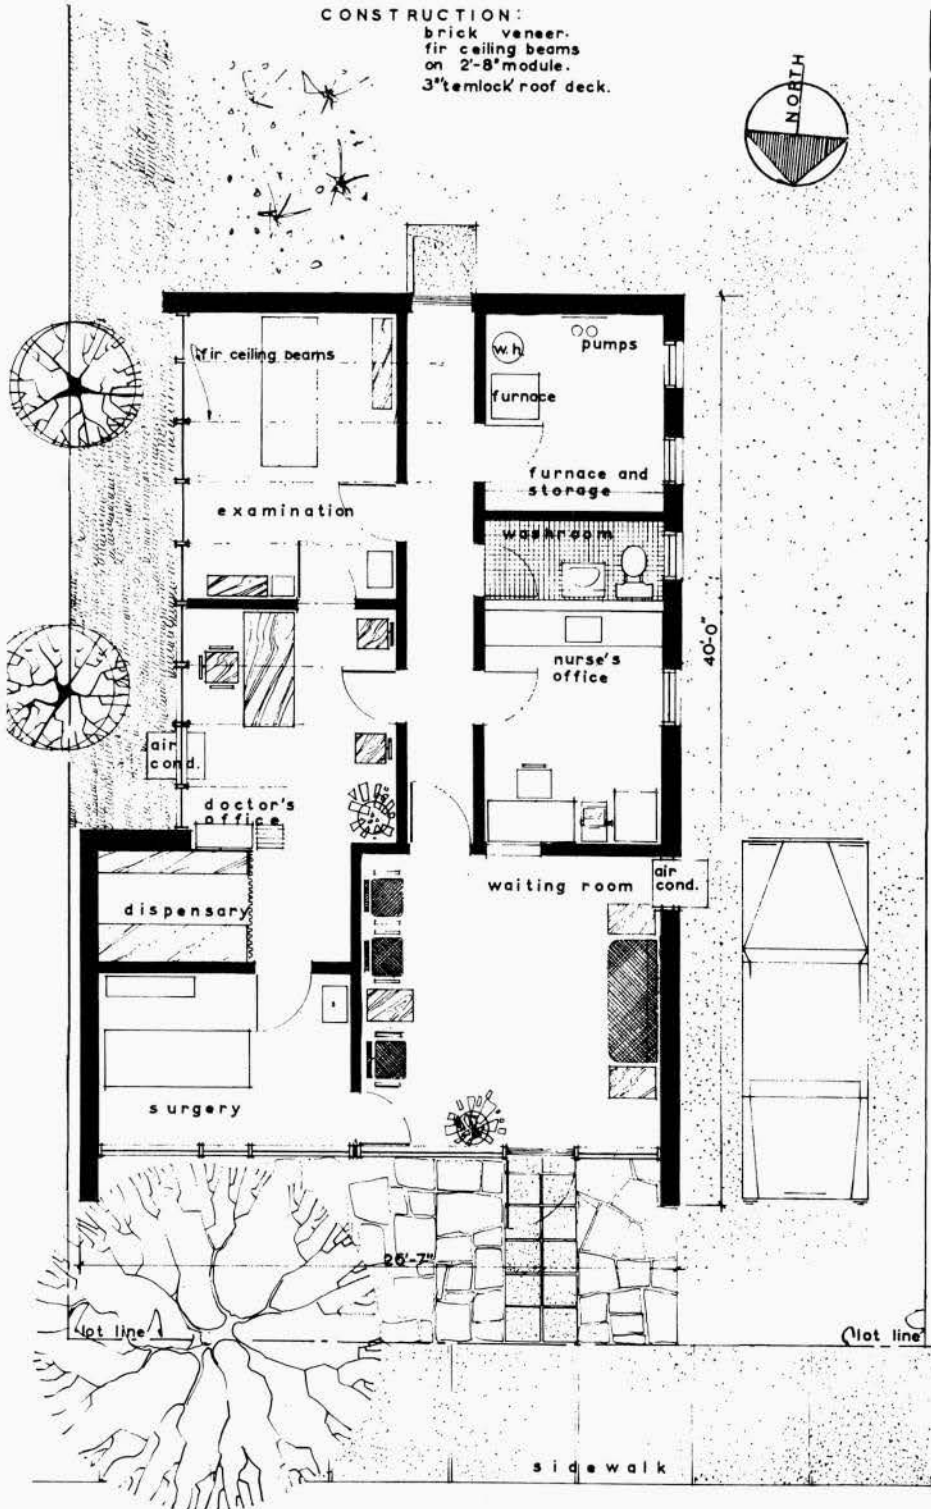 CONSTRUCTION:
brick veneer.
fir ceiling beams
on 2'-8" module.
3" 'temlock' roof deck.
NORTH
fir ceiling beams
w.h.
pumps
furnace
furnace and
storage
examination
washroom
nurse's
office
40'-0"
air
cond.
doctor's
office
waiting room
air
cond.
dispensary
surgery
26'-7"
lot line
lot line
sidewalk